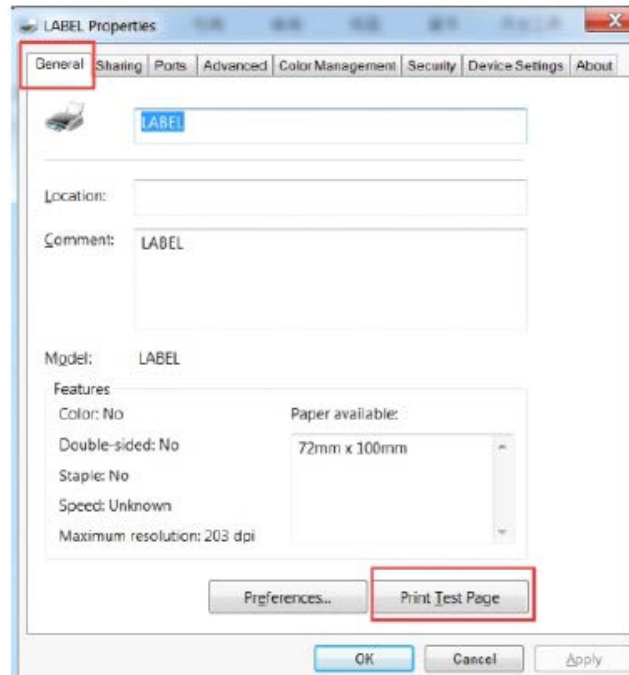 LABEL Properties
General Sharing Ports Advanced Color Management Security Device Settings About
LABEL
Location:
Comment: LABEL
Model: LABEL
Features
Color: No Paper available:
Double-sided: No 72mm x 100mm
Staple: No
Speed: Unknown
Maximum resolution: 203 dpi
Preferences... Print Test Page
OK Cancel Apply